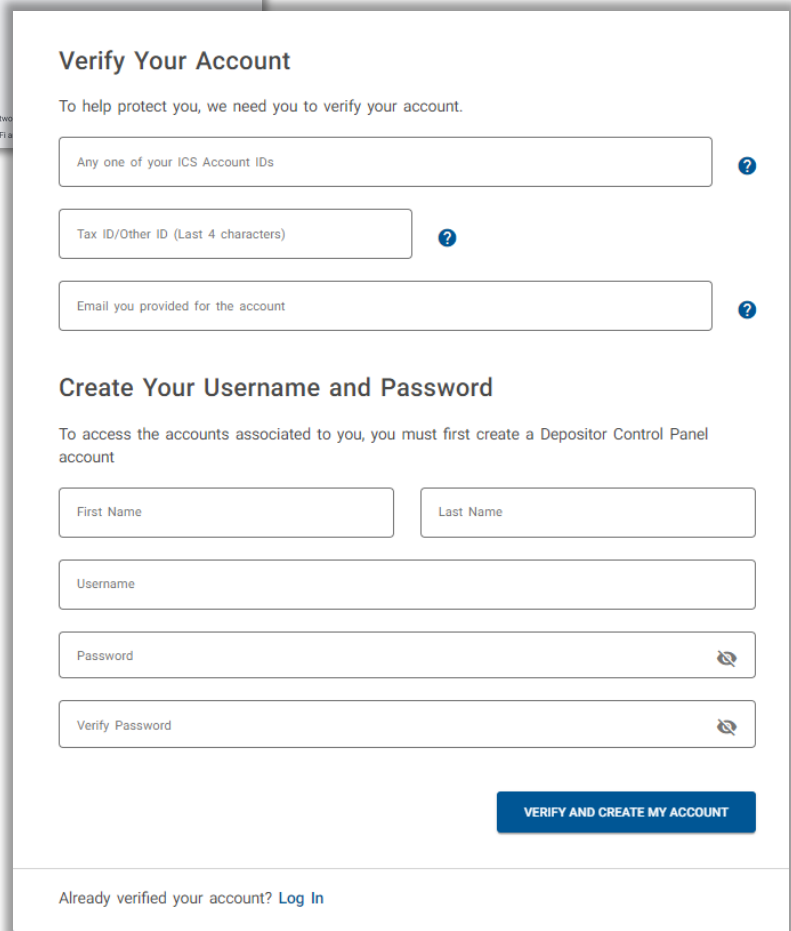 Verify Your Account
To help protect you, we need you to verify your account.
Any one of your ICS Account IDs
Tax ID/Other ID (Last 4 characters)
Email you provided for the account
Create Your Username and Password
To access the accounts associated to you, you must first create a Depositor Control Panel
account
First Name
Last Name
Username
Password
Verify Password
VERIFY AND CREATE MY ACCOUNT
Already verified your account? Log In